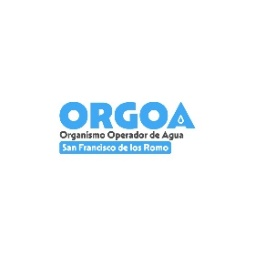 ORGOA
Organismo Operador de Agua
San Francisco de los Romo